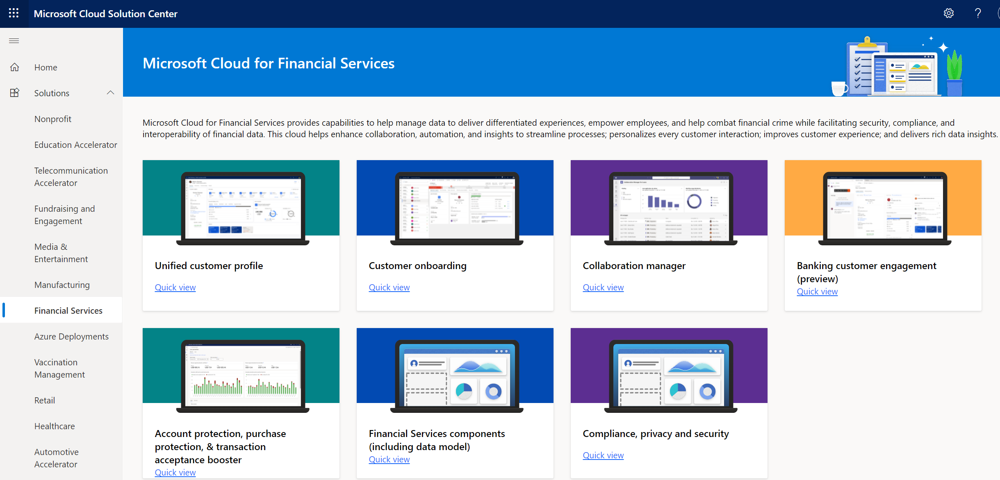 Microsoft Cloud Solution Center
Home
Solutions
Nonprofit
Education Accelerator
Telecommunication
Accelerator
Fundraising and
Engagement
Media &
Entertainment
Manufacturing
Financial Services
Azure Deployments
Vaccination
Management
Retail
Healthcare
Automotive
Accelerator
Microsoft Cloud for Financial Services
Microsoft Cloud for Financial Services provides capabilities to help manage data to deliver differentiated experiences, empower employees, and help combat financial crime while facilitating security, compliance, and
interoperability of financial data. This cloud helps enhance collaboration, automation, and insights to streamline processes; personalizes every customer interaction; improves customer experience; and delivers rich data insights.
Unified customer profile
Quick view
Customer onboarding
Quick view
Collaboration manager
Quick view
Banking customer engagement
(preview)
Quick view
Account protection, purchase
protection, & transaction
acceptance booster
Quick view
Financial Services components
(including data model)
Quick view
Compliance, privacy and security
Quick view